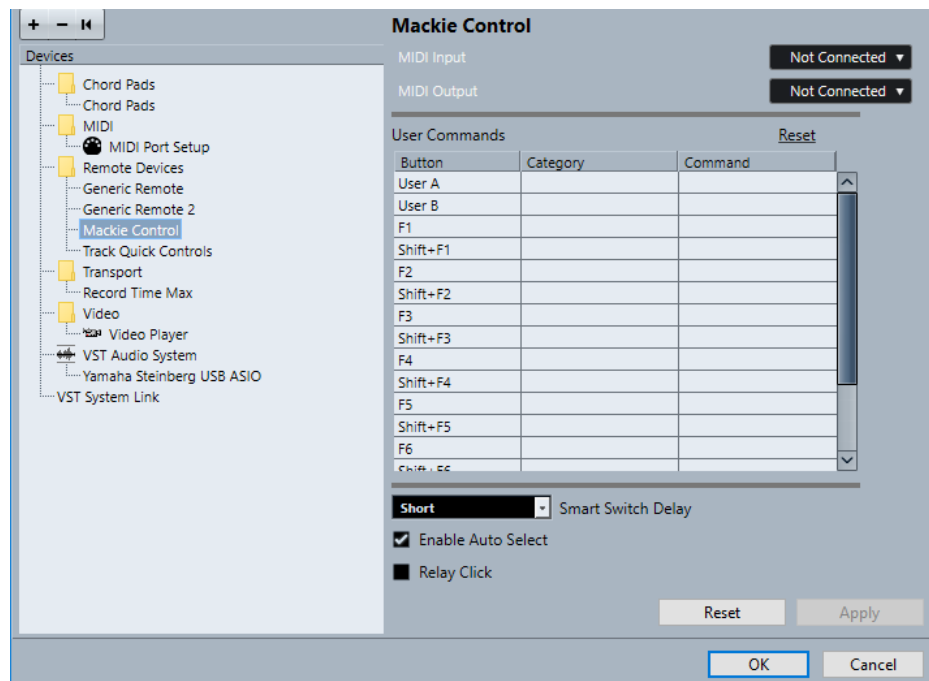 + − I◀
Mackie Control
Devices
MIDI Input Not Connected ▼
MIDI Output Not Connected ▼
Chord Pads
Chord Pads
MIDI
MIDI Port Setup
Remote Devices
Generic Remote
Generic Remote 2
Mackie Control
Track Quick Controls
Transport
Record Time Max
Video
Video Player
VST Audio System
Yamaha Steinberg USB ASIO
VST System Link
User Commands Reset
Button Category Command
User A
User B
F1
Shift+F1
F2
Shift+F2
F3
Shift+F3
F4
Shift+F4
F5
Shift+F5
F6
Shift+F6
Short Smart Switch Delay
Enable Auto Select
Relay Click
Reset Apply
OK Cancel